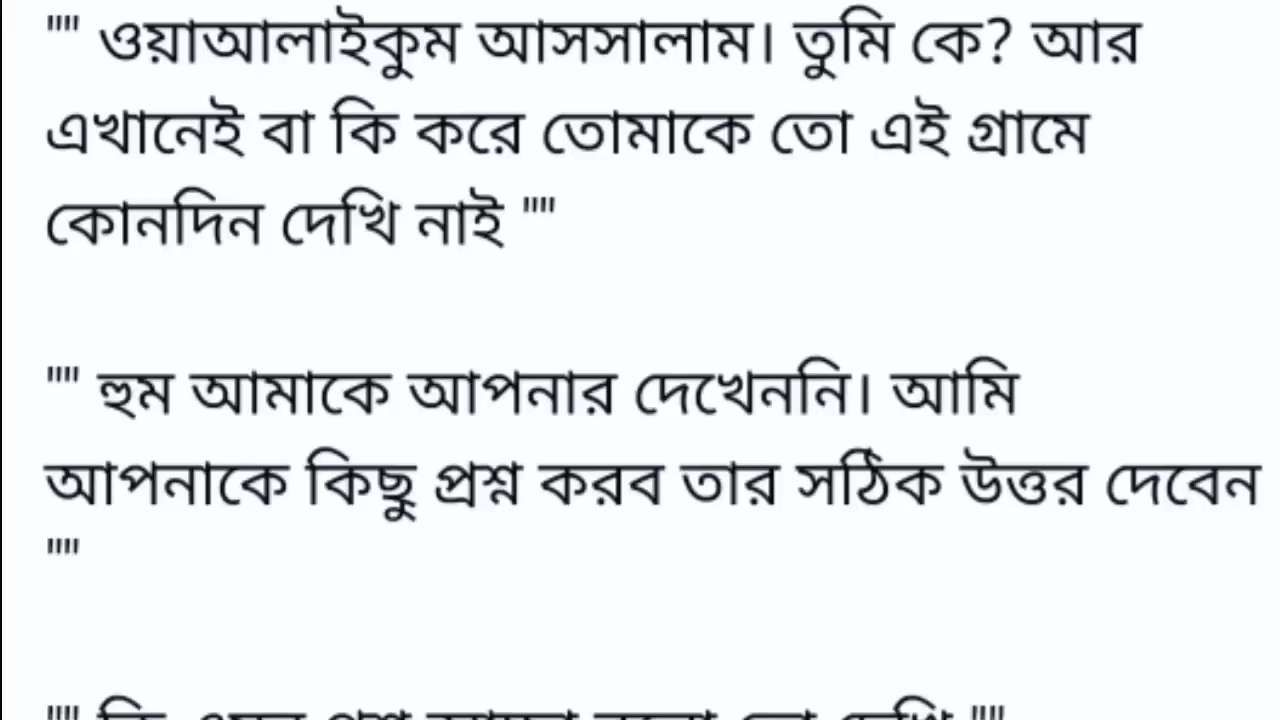 "" ওয়াআলাইকুম আসসালাম। তুমি কে? আর
এখানেই বা কি করে তোমাকে তো এই গ্রামে
কোনদিন দেখি নাই ""
"" হুম আমাকে আপনার দেখেননি। আমি
আপনাকে কিছু প্রশ্ন করব তার সঠিক উত্তর দেবেন
""